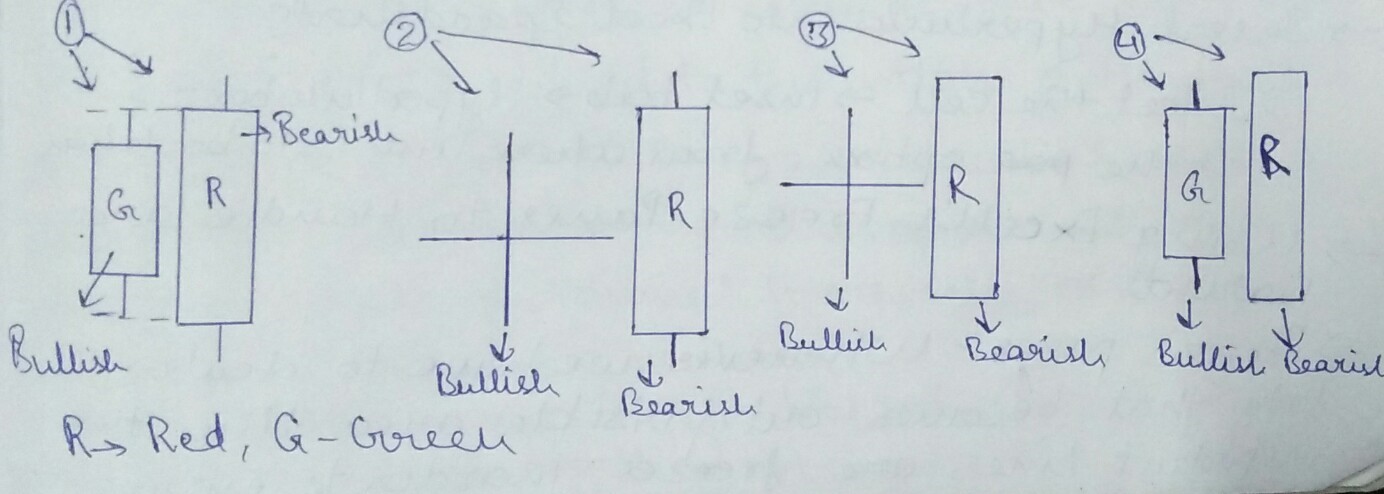 1 2 3 4
Bearish
G R R R G R
Bullish Bullish Bearish Bullish Bearish Bullish Bearish
R→ Red, G - Green